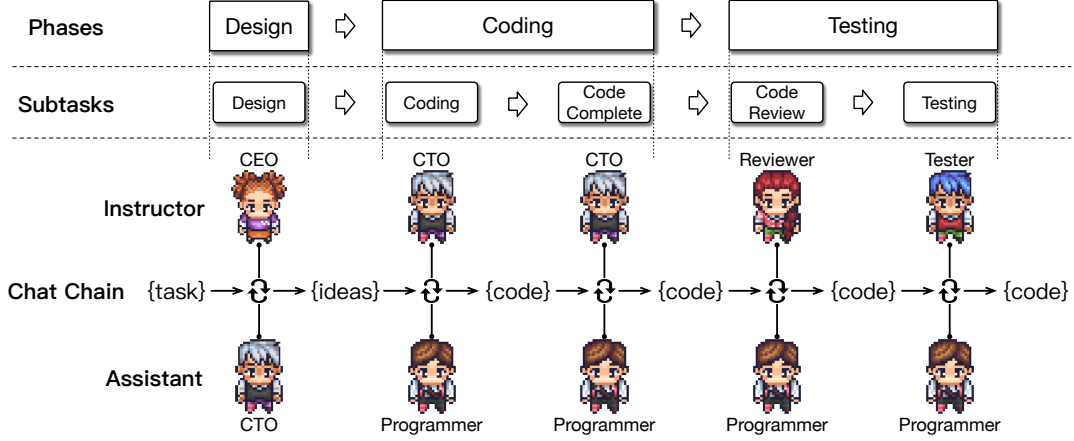 Phases
Design
Coding
Testing
Subtasks
Design
Coding
Code
Complete
Code
Review
Testing
CEO
CTO
CTO
Reviewer
Tester
Instructor
Chat Chain
{task}
{ideas}
{code}
{code}
{code}
{code}
Assistant
CTO
Programmer
Programmer
Programmer
Programmer